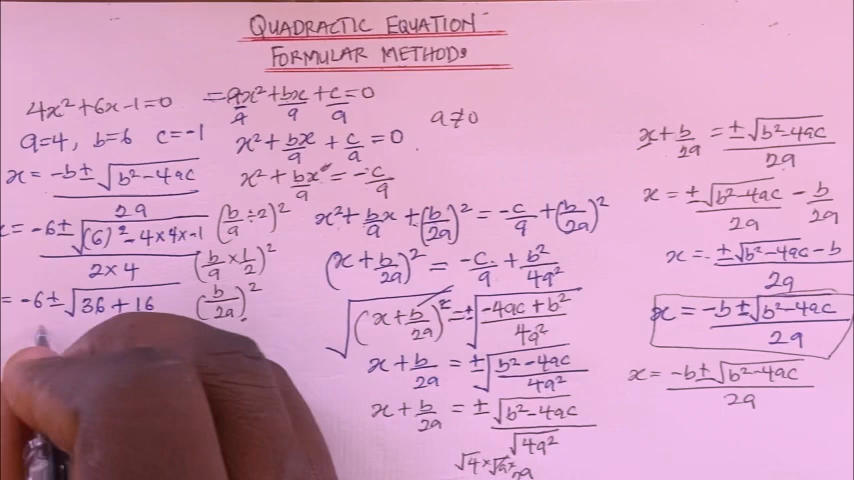 QUADRACTIC EQUATION
FORMULAR METHOD
4x²+6x-1=0
a=4, b=6 c=-1
x = -b±√(b²-4ac) / 2a
x = -6±√((6)²-4×4×-1) / 2×4
= -6±√(36+16)
= ax²/a + bx/a + c/a = 0
x² + bx/a + c/a = 0
x² + bx/a = -c/a
(b/a ÷ 2)²
(b/a × 1/2)²
(b/2a)²
a≠0
x² + b/a x + (b/2a)² = -c/a + (b/2a)²
(x + b/2a)² = -c/a + b²/4a²
√(x + b/2a)² = ±√(-4ac + b² / 4a²)
x + b/2a = ±√(b²-4ac / 4a²)
x + b/2a = ± √(b²-4ac) / √4a²
√4 × √a² 2a
x + b/2a = ±√(b²-4ac) / 2a
x = ±√(b²-4ac) / 2a - b/2a
x = ±√(b²-4ac) - b / 2a
x = -b±√(b²-4ac) / 2a
x = -b±√(b²-4ac) / 2a